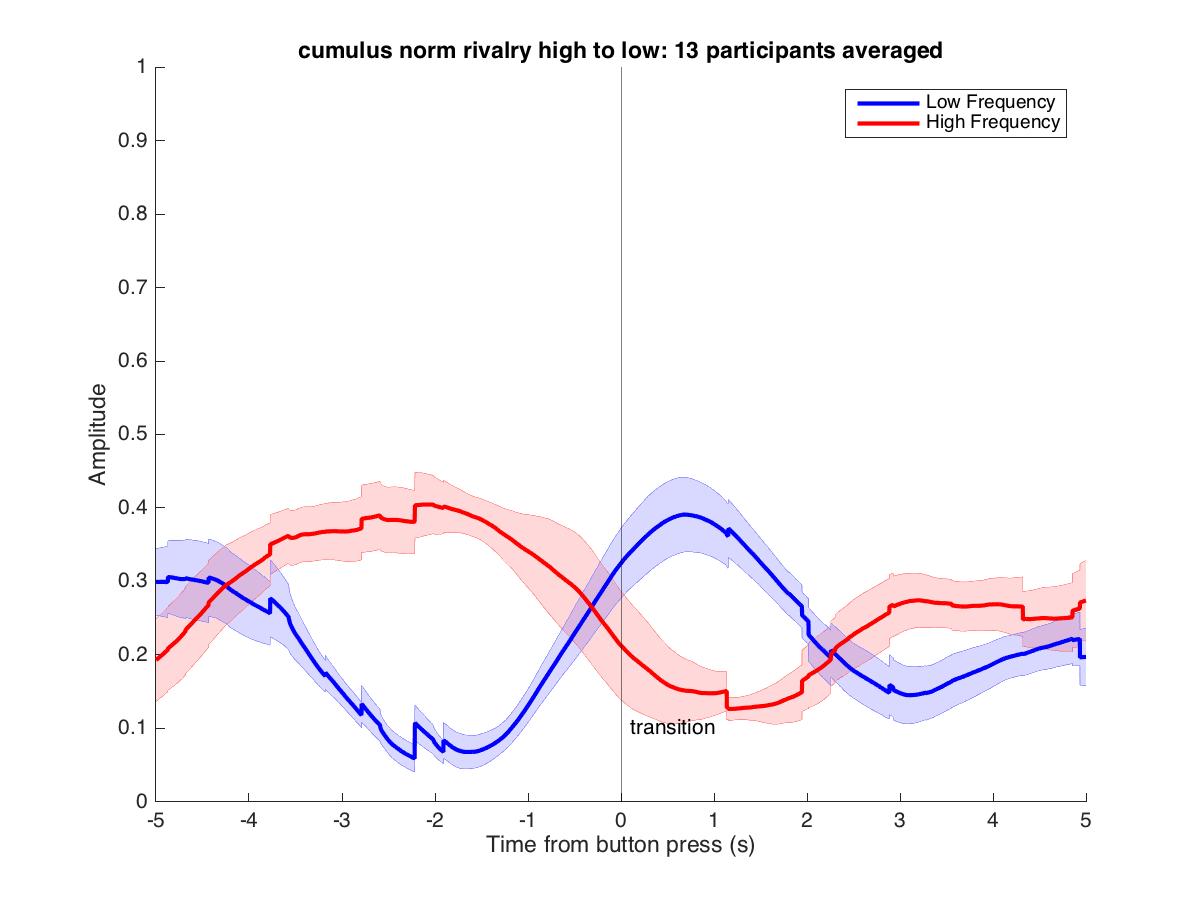 cumulus norm rivalry high to low: 13 participants averaged
1
0.9
0.8
0.7
0.6
0.5
0.4
0.3
0.2
0.1
0
Amplitude
Low Frequency
High Frequency
transition
-5 -4 -3 -2 -1 0 1 2 3 4 5
Time from button press (s)